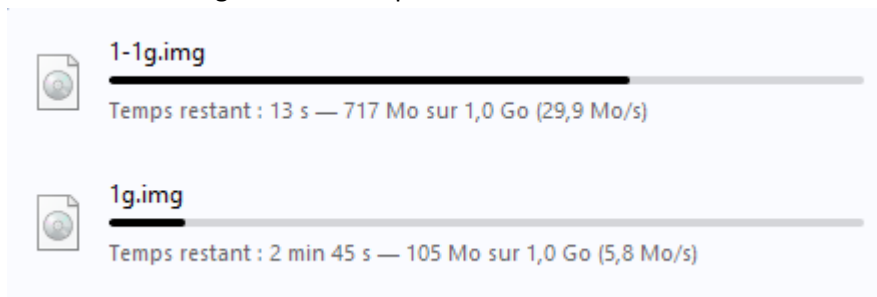 1-1g.img
Temps restant : 13 s — 717 Mo sur 1,0 Go (29,9 Mo/s)
1g.img
Temps restant : 2 min 45 s — 105 Mo sur 1,0 Go (5,8 Mo/s)